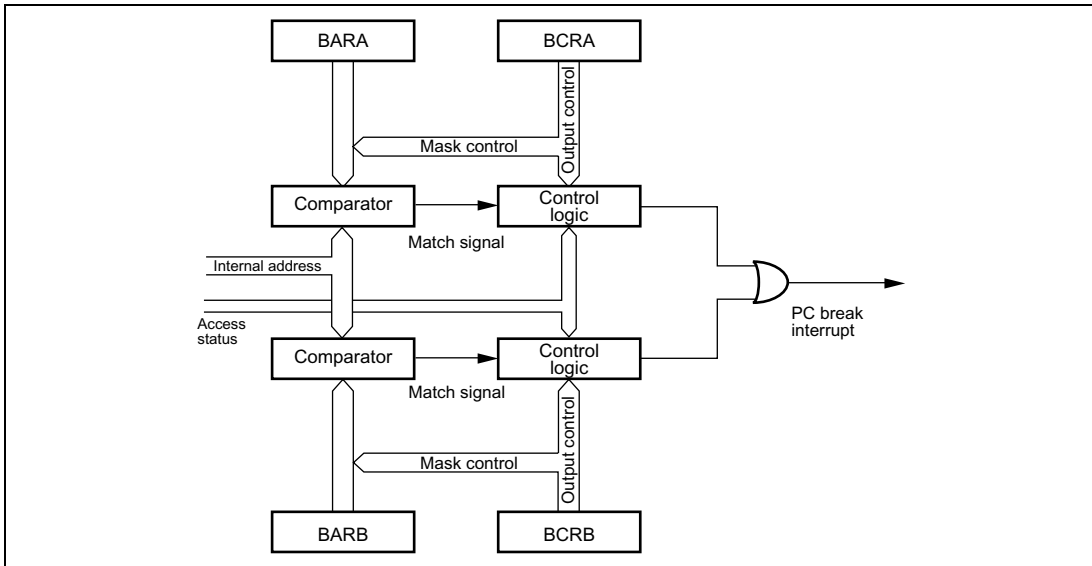 BARA
BCRA
Output control
Mask control
Comparator
Control
logic
Match signal
Internal address
Access
status
PC break
interrupt
Comparator
Control
logic
Match signal
Mask control
Output control
BARB
BCRB